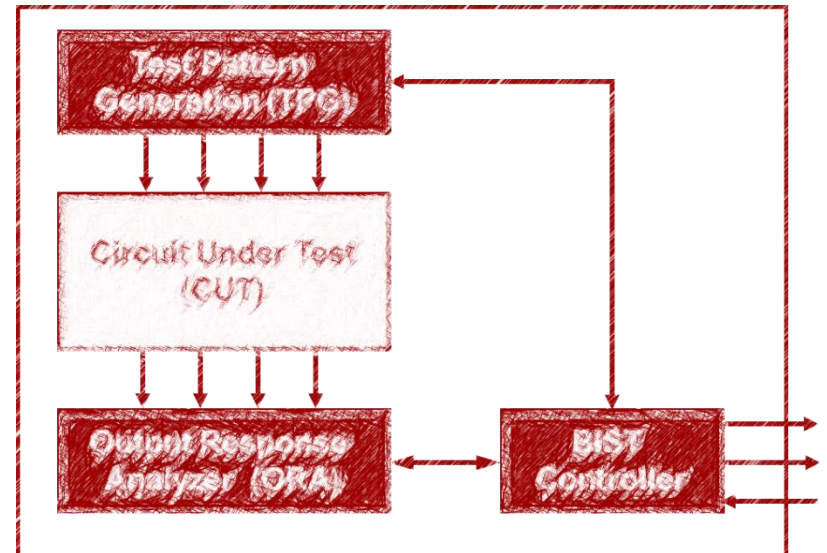 Test Pattern
Generation (TPG)
Circuit Under Test
(CUT)
Output Response
Analyzer (ORA)
BIST
Controller